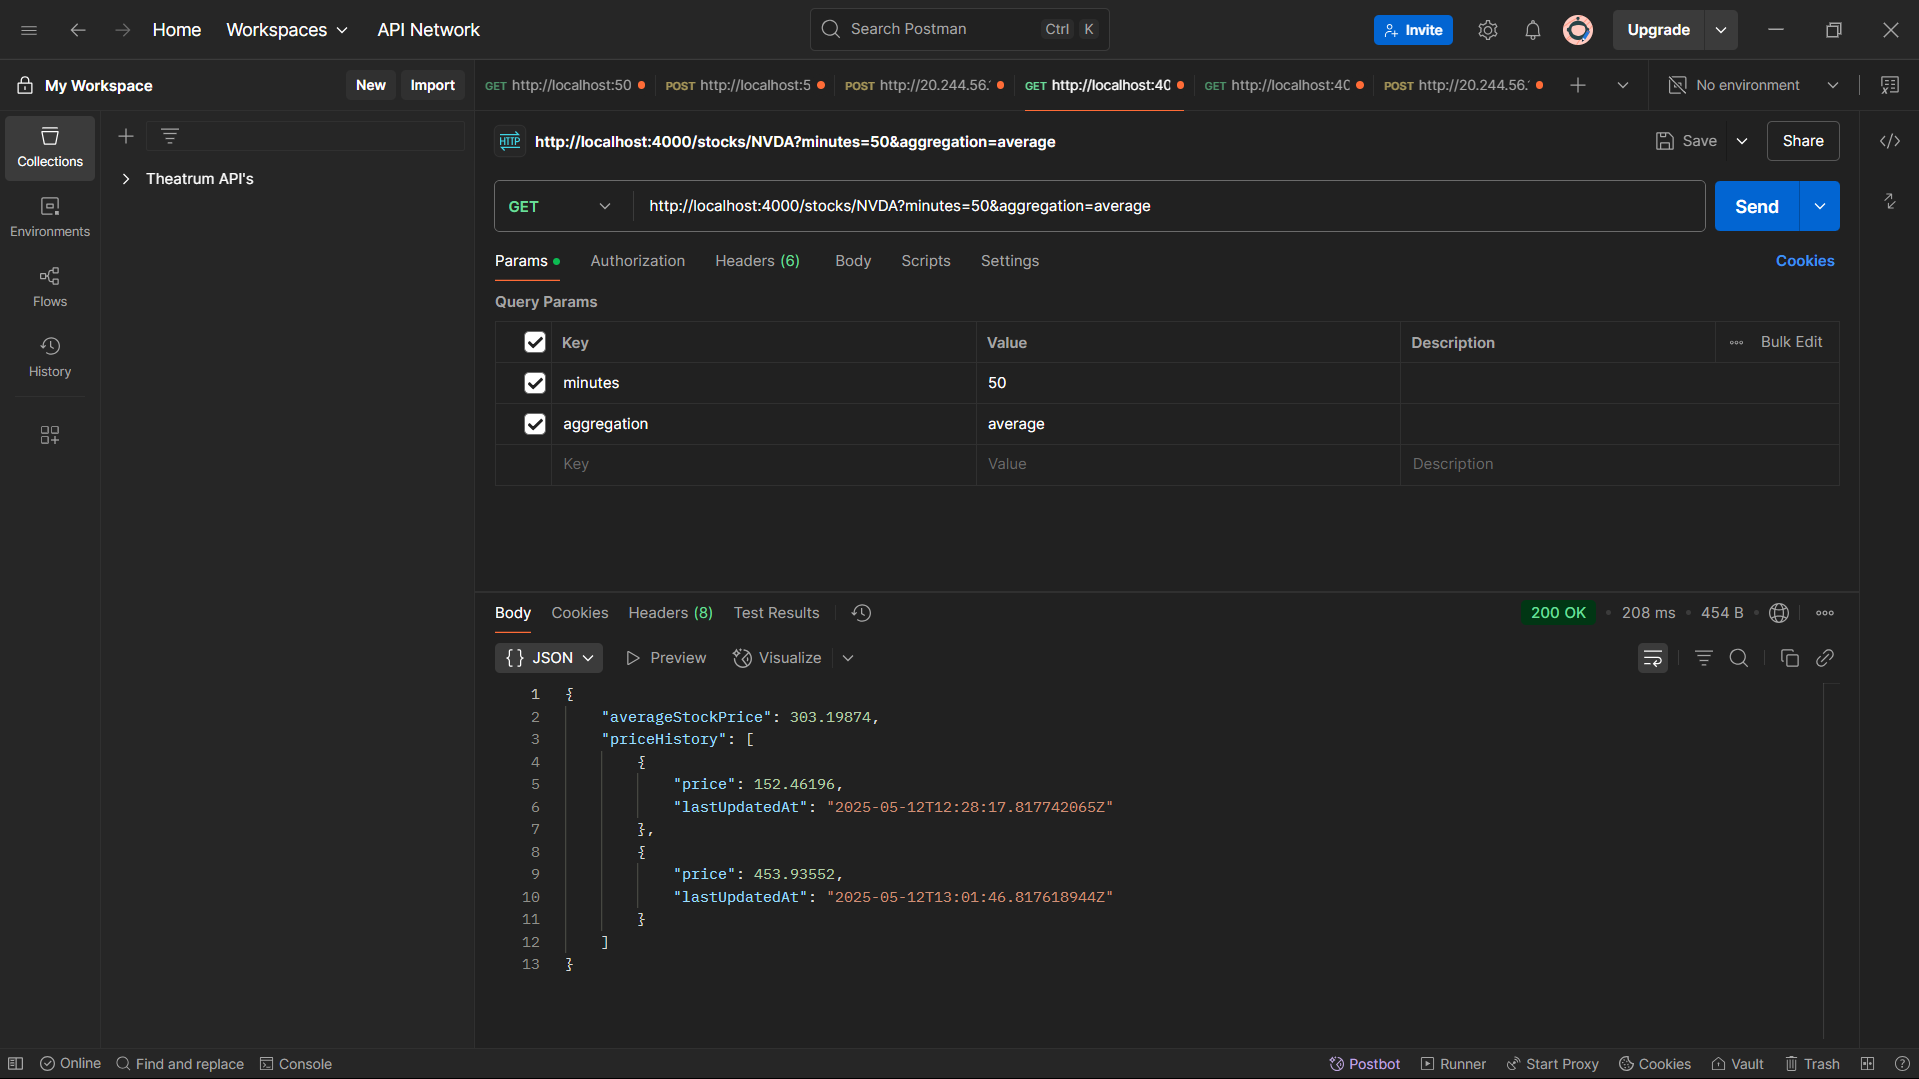 Home Workspaces API Network Search Postman Ctrl K Invite Upgrade
My Workspace New Import GET http://localhost:50 POST http://localhost:5 POST http://20.244.56. GET http://localhost:40 GET http://localhost:40 POST http://20.244.56. No environment
Collections
Environments
Flows
History
Theatrum API's
HTTP http://localhost:4000/stocks/NVDA?minutes=50&aggregation=average Save Share
GET http://localhost:4000/stocks/NVDA?minutes=50&aggregation=average Send
Params Authorization Headers (6) Body Scripts Settings Cookies
Query Params
Key Value Description Bulk Edit
minutes 50
aggregation average
Key Value Description
Body Cookies Headers (8) Test Results 200 OK 208 ms 454 B
{} JSON Preview Visualize
1 {
2 "averageStockPrice": 303.19874,
3 "priceHistory": [
4 {
5 "price": 152.46196,
6 "lastUpdatedAt": "2025-05-12T12:28:17.817742065Z"
7 },
8 {
9 "price": 453.93552,
10 "lastUpdatedAt": "2025-05-12T13:01:46.817618944Z"
11 }
12 ]
13 }
Online Find and replace Console Postbot Runner Start Proxy Cookies Vault Trash